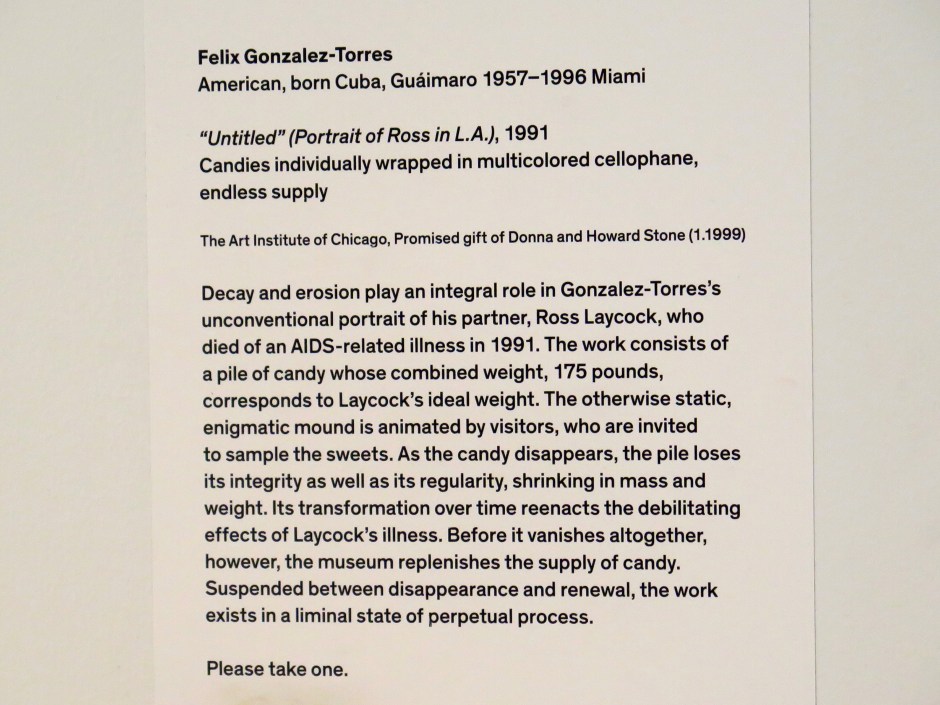 Felix Gonzalez-Torres
American, born Cuba, Guáimaro 1957–1996 Miami
“Untitled” (Portrait of Ross in L.A.), 1991
Candies individually wrapped in multicolored cellophane,
endless supply
The Art Institute of Chicago, Promised gift of Donna and Howard Stone (1.1999)
Decay and erosion play an integral role in Gonzalez-Torres’s
unconventional portrait of his partner, Ross Laycock, who
died of an AIDS-related illness in 1991. The work consists of
a pile of candy whose combined weight, 175 pounds,
corresponds to Laycock’s ideal weight. The otherwise static,
enigmatic mound is animated by visitors, who are invited
to sample the sweets. As the candy disappears, the pile loses
its integrity as well as its regularity, shrinking in mass and
weight. Its transformation over time reenacts the debilitating
effects of Laycock’s illness. Before it vanishes altogether,
however, the museum replenishes the supply of candy.
Suspended between disappearance and renewal, the work
exists in a liminal state of perpetual process.
Please take one.